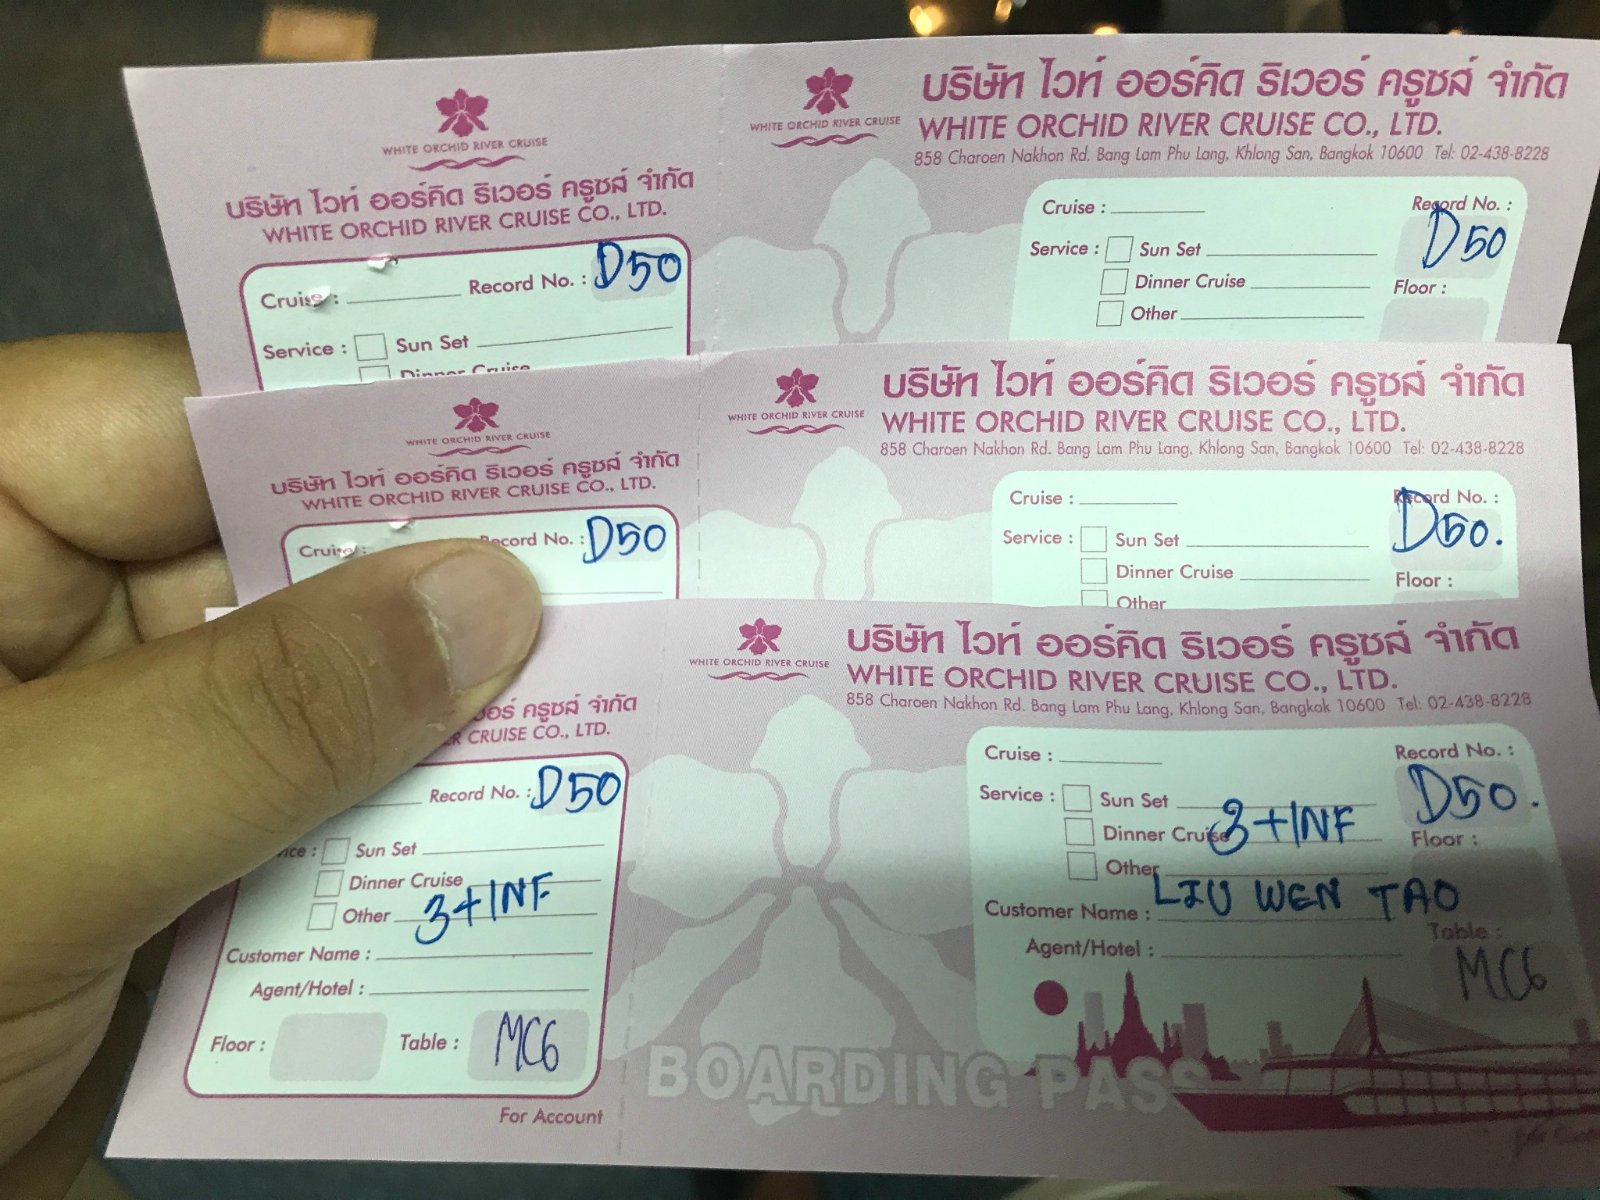 WHITE ORCHID RIVER CRUISE
บริษัท ไวท์ ออร์คิด ริเวอร์ ครูซส์ จำกัด
WHITE ORCHID RIVER CRUISE CO., LTD.
Cruise : Record No. : D50
Service : Sun Set
Dinner Cruise
WHITE ORCHID RIVER CRUISE
บริษัท ไวท์ ออร์คิด ริเวอร์ ครูซส์ จำกัด
WHITE ORCHID RIVER CRUISE CO., LTD.
858 Charoen Nakhon Rd. Bang Lam Phu Lang, Khlong San, Bangkok 10600 Tel: 02-438-8228
Cruise : Record No. :
D50
Service : Sun Set
Dinner Cruise Floor :
Other
WHITE ORCHID RIVER CRUISE
บริษัท ไวท์ ออร์คิด ริเวอร์ ครูซส์ จำกัด
WHITE ORCHID RIVER CRUISE CO., LTD.
Cruise : Record No. : D50
WHITE ORCHID RIVER CRUISE
บริษัท ไวท์ ออร์คิด ริเวอร์ ครูซส์ จำกัด
WHITE ORCHID RIVER CRUISE CO., LTD.
858 Charoen Nakhon Rd. Bang Lam Phu Lang, Khlong San, Bangkok 10600 Tel: 02-438-8228
Cruise : Record No. :
D50.
Service : Sun Set
Dinner Cruise Floor :
Other
ครูซส์ จำกัด
CRUISE CO., LTD.
Record No. : D50
Sun Set
Dinner Cruise
Other 3+INF
Customer Name :
Agent/Hotel :
Floor : Table : MC6
For Account
WHITE ORCHID RIVER CRUISE
บริษัท ไวท์ ออร์คิด ริเวอร์ ครูซส์ จำกัด
WHITE ORCHID RIVER CRUISE CO., LTD.
858 Charoen Nakhon Rd. Bang Lam Phu Lang, Khlong San, Bangkok 10600 Tel: 02-438-8228
Cruise : Record No. :
D50.
Service : Sun Set
Dinner Cruise 3+INF Floor :
Other
Customer Name : LIU WEN TAO
Agent/Hotel : Table :
MC6
BOARDING PASS